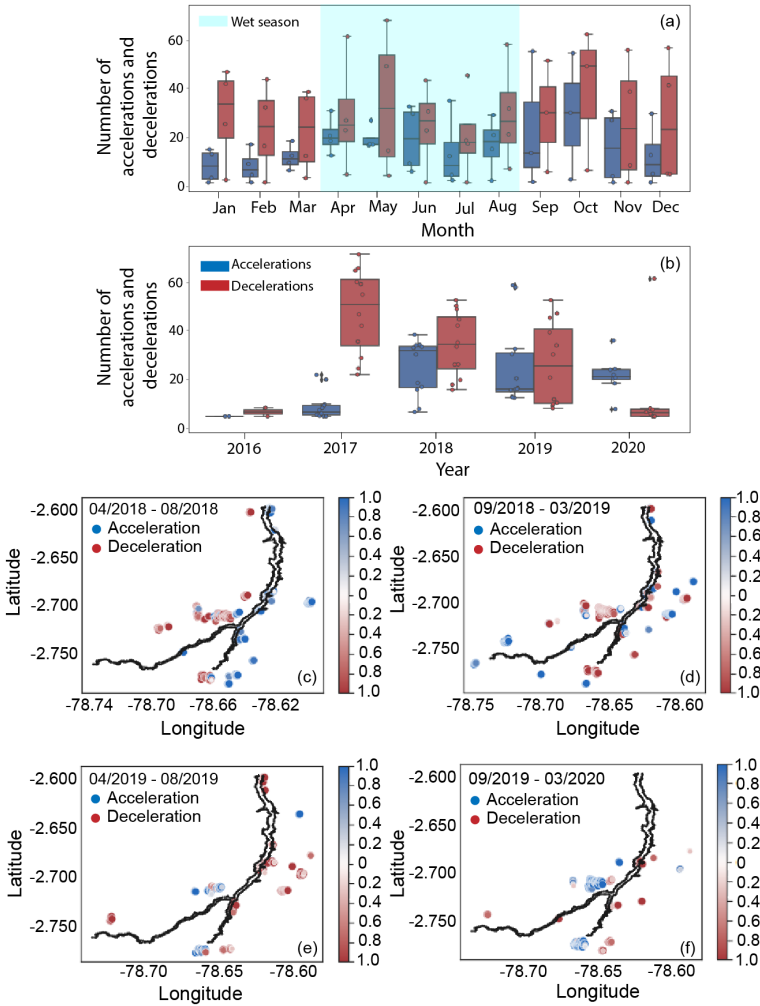 Wet season
(a)
Numnber of
accelerations and
decelerations
60
40
20
0
Jan Feb Mar Apr May Jun Jul Aug Sep Oct Nov Dec
Month
Accelerations
Decelerations
(b)
Numnber of
accelerations and
decelerations
60
40
20
0
2016 2017 2018 2019 2020
Year
04/2018 - 08/2018
Acceleration
Deceleration
Latitude
-2.600
-2.650
-2.700
-2.750
(c)
-78.74 -78.70 -78.66 -78.62
Longitude
1.0
0.8
0.6
0.4
0.2
0
0.2
0.4
0.6
0.8
1.0
09/2018 - 03/2019
Acceleration
Deceleration
Latitude
-2.600
-2.650
-2.700
-2.750
(d)
-78.75 -78.70 -78.65 -78.60
Longitude
1.0
0.8
0.6
0.4
0.2
0
0.2
0.4
0.6
0.8
1.0
04/2019 - 08/2019
Acceleration
Deceleration
Latitude
-2.600
-2.650
-2.700
-2.750
(e)
-78.70 -78.66 -78.60
Longitude
1.0
0.8
0.6
0.4
0.2
0
0.2
0.4
0.6
0.8
1.0
09/2019 - 03/2020
Acceleration
Deceleration
Latitude
-2.600
-2.650
-2.700
-2.750
(f)
-78.70 -78.65 -78.60
Longitude
1.0
0.8
0.6
0.4
0.2
0
0.2
0.4
0.6
0.8
1.0